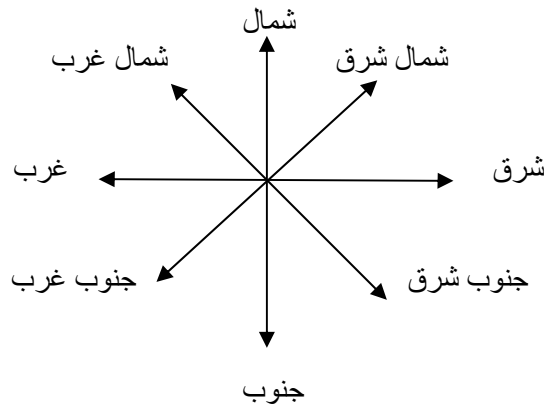 شمال
شمال شرق
شمال غرب
شرق
غرب
جنوب شرق
جنوب غرب
جنوب